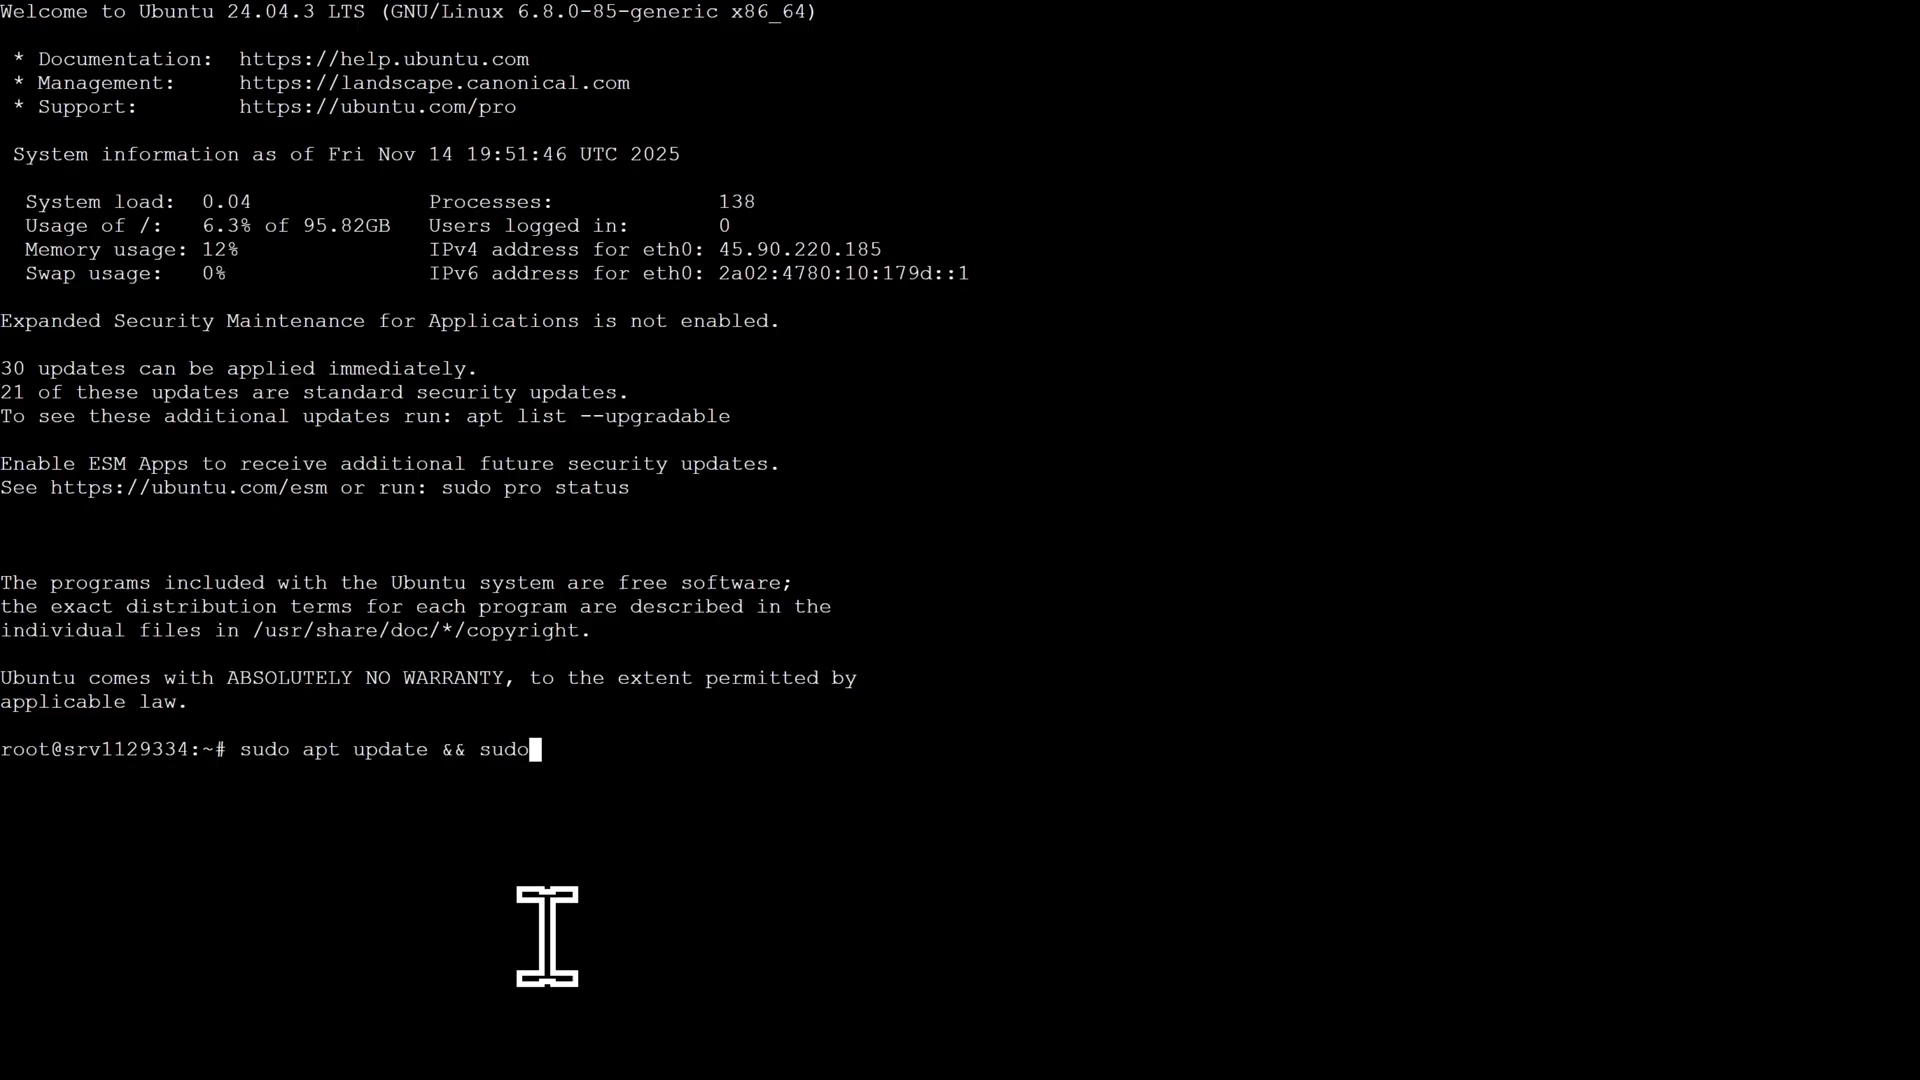 Welcome to Ubuntu 24.04.3 LTS (GNU/Linux 6.8.0-85-generic x86_64)
* Documentation: https://help.ubuntu.com
* Management: https://landscape.canonical.com
* Support: https://ubuntu.com/pro
System information as of Fri Nov 14 19:51:46 UTC 2025
System load: 0.04 Processes: 138
Usage of /: 6.3% of 95.82GB Users logged in: 0
Memory usage: 12% IPv4 address for eth0: 45.90.220.185
Swap usage: 0% IPv6 address for eth0: 2a02:4780:10:179d::1
Expanded Security Maintenance for Applications is not enabled.
30 updates can be applied immediately.
21 of these updates are standard security updates.
To see these additional updates run: apt list --upgradable
Enable ESM Apps to receive additional future security updates.
See https://ubuntu.com/esm or run: sudo pro status
The programs included with the Ubuntu system are free software;
the exact distribution terms for each program are described in the
individual files in /usr/share/doc/*/copyright.
Ubuntu comes with ABSOLUTELY NO WARRANTY, to the extent permitted by
applicable law.
root@srv1129334:~# sudo apt update && sudo